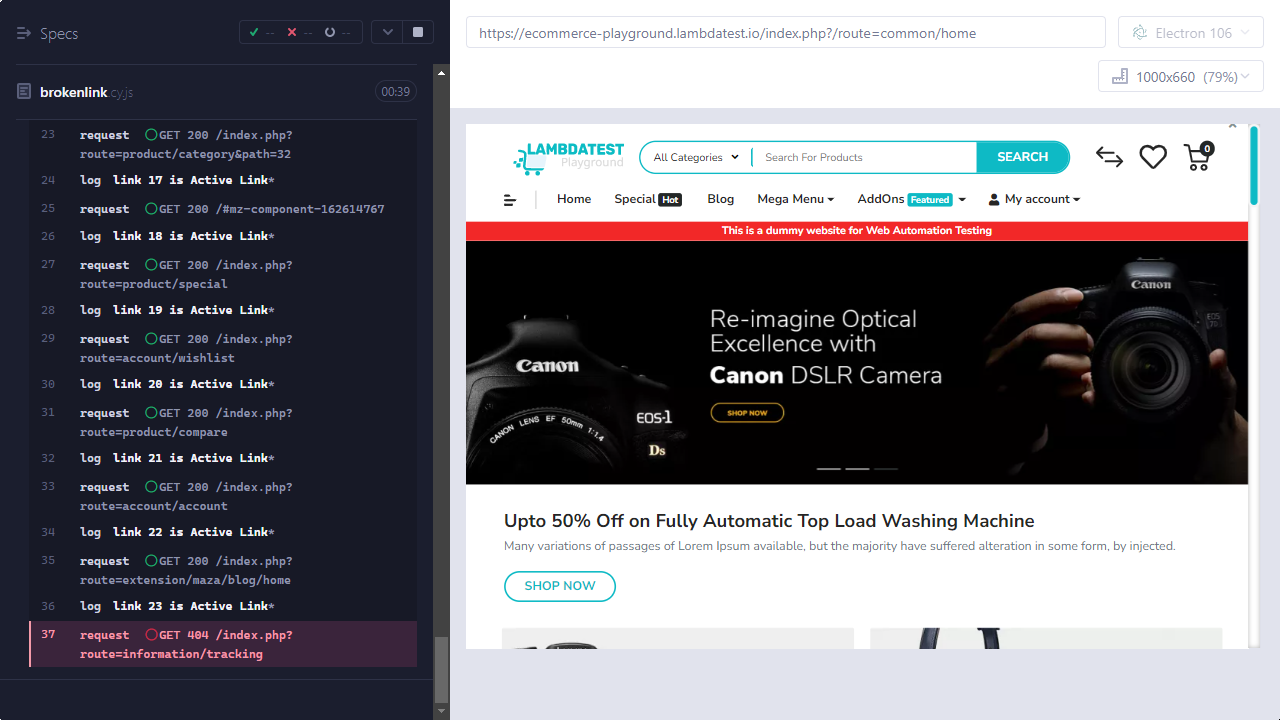 Specs
-- -- --
brokenlink.cy.js 00:39
23 request GET 200 /index.php?
route=product/category&path=32
24 log link 17 is Active Link*
25 request GET 200 /#mz-component-162614767
26 log link 18 is Active Link*
27 request GET 200 /index.php?
route=product/special
28 log link 19 is Active Link*
29 request GET 200 /index.php?
route=account/wishlist
30 log link 20 is Active Link*
31 request GET 200 /index.php?
route=product/compare
32 log link 21 is Active Link*
33 request GET 200 /index.php?
route=account/account
34 log link 22 is Active Link*
35 request GET 200 /index.php?
route=extension/maza/blog/home
36 log link 23 is Active Link*
37 request GET 404 /index.php?
route=information/tracking
https://ecommerce-playground.lambdatest.io/index.php?/route=common/home
Electron 106
1000x660 (79%)
LAMBDATEST
Playground
All Categories
Search For Products
SEARCH
0
Home Special Hot Blog Mega Menu AddOns Featured My account
This is a dummy website for Web Automation Testing
Canon
EOS
Re-imagine Optical
Excellence with
Canon DSLR Camera
SHOP NOW
Canon
EOS-1
Ds
CANON LENS EF 50mm 1:1.4
Upto 50% Off on Fully Automatic Top Load Washing Machine
Many variations of passages of Lorem Ipsum available, but the majority have suffered alteration in some form, by injected.
SHOP NOW